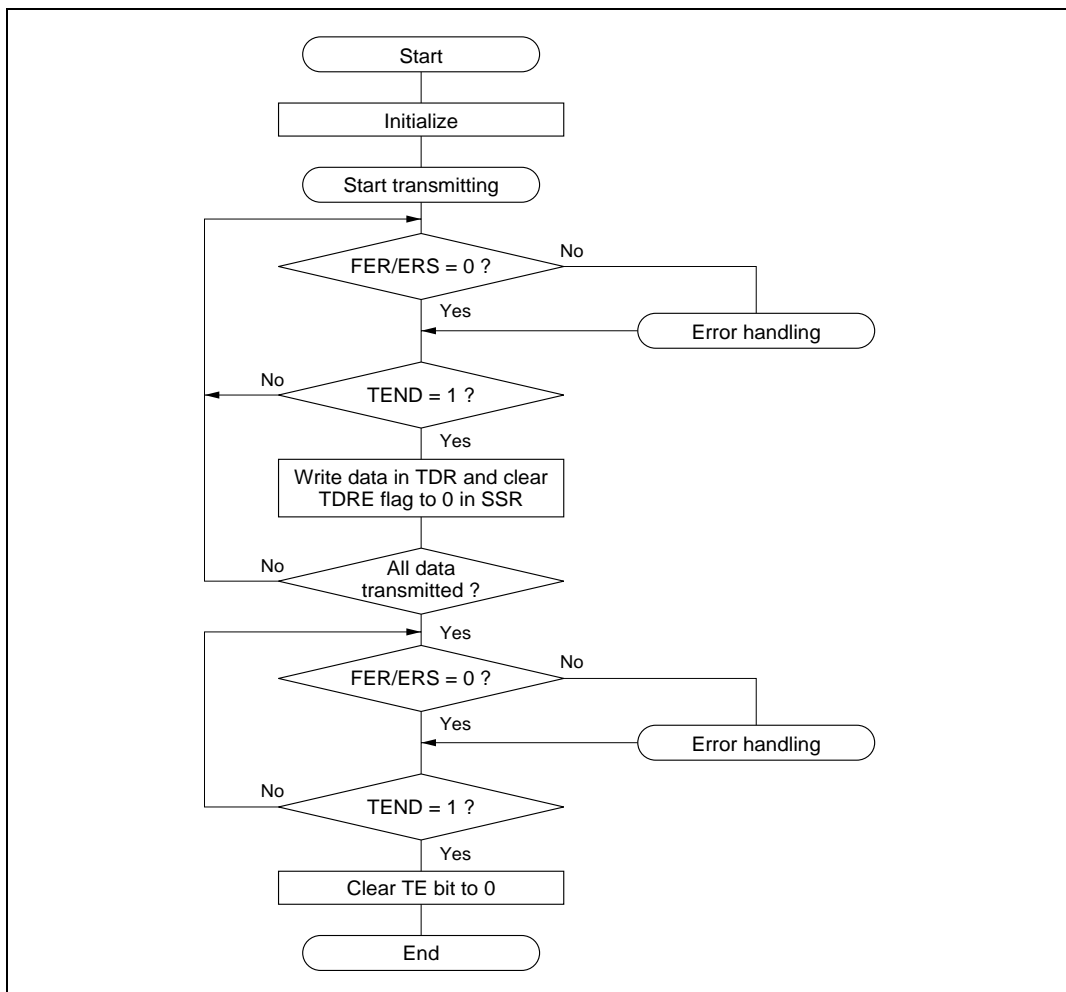 Start
Initialize
Start transmitting
FER/ERS = 0 ?
No
Yes
Error handling
No
TEND = 1 ?
Yes
Write data in TDR and clear
TDRE flag to 0 in SSR
No
All data
transmitted ?
Yes
FER/ERS = 0 ?
No
Yes
Error handling
No
TEND = 1 ?
Yes
Clear TE bit to 0
End